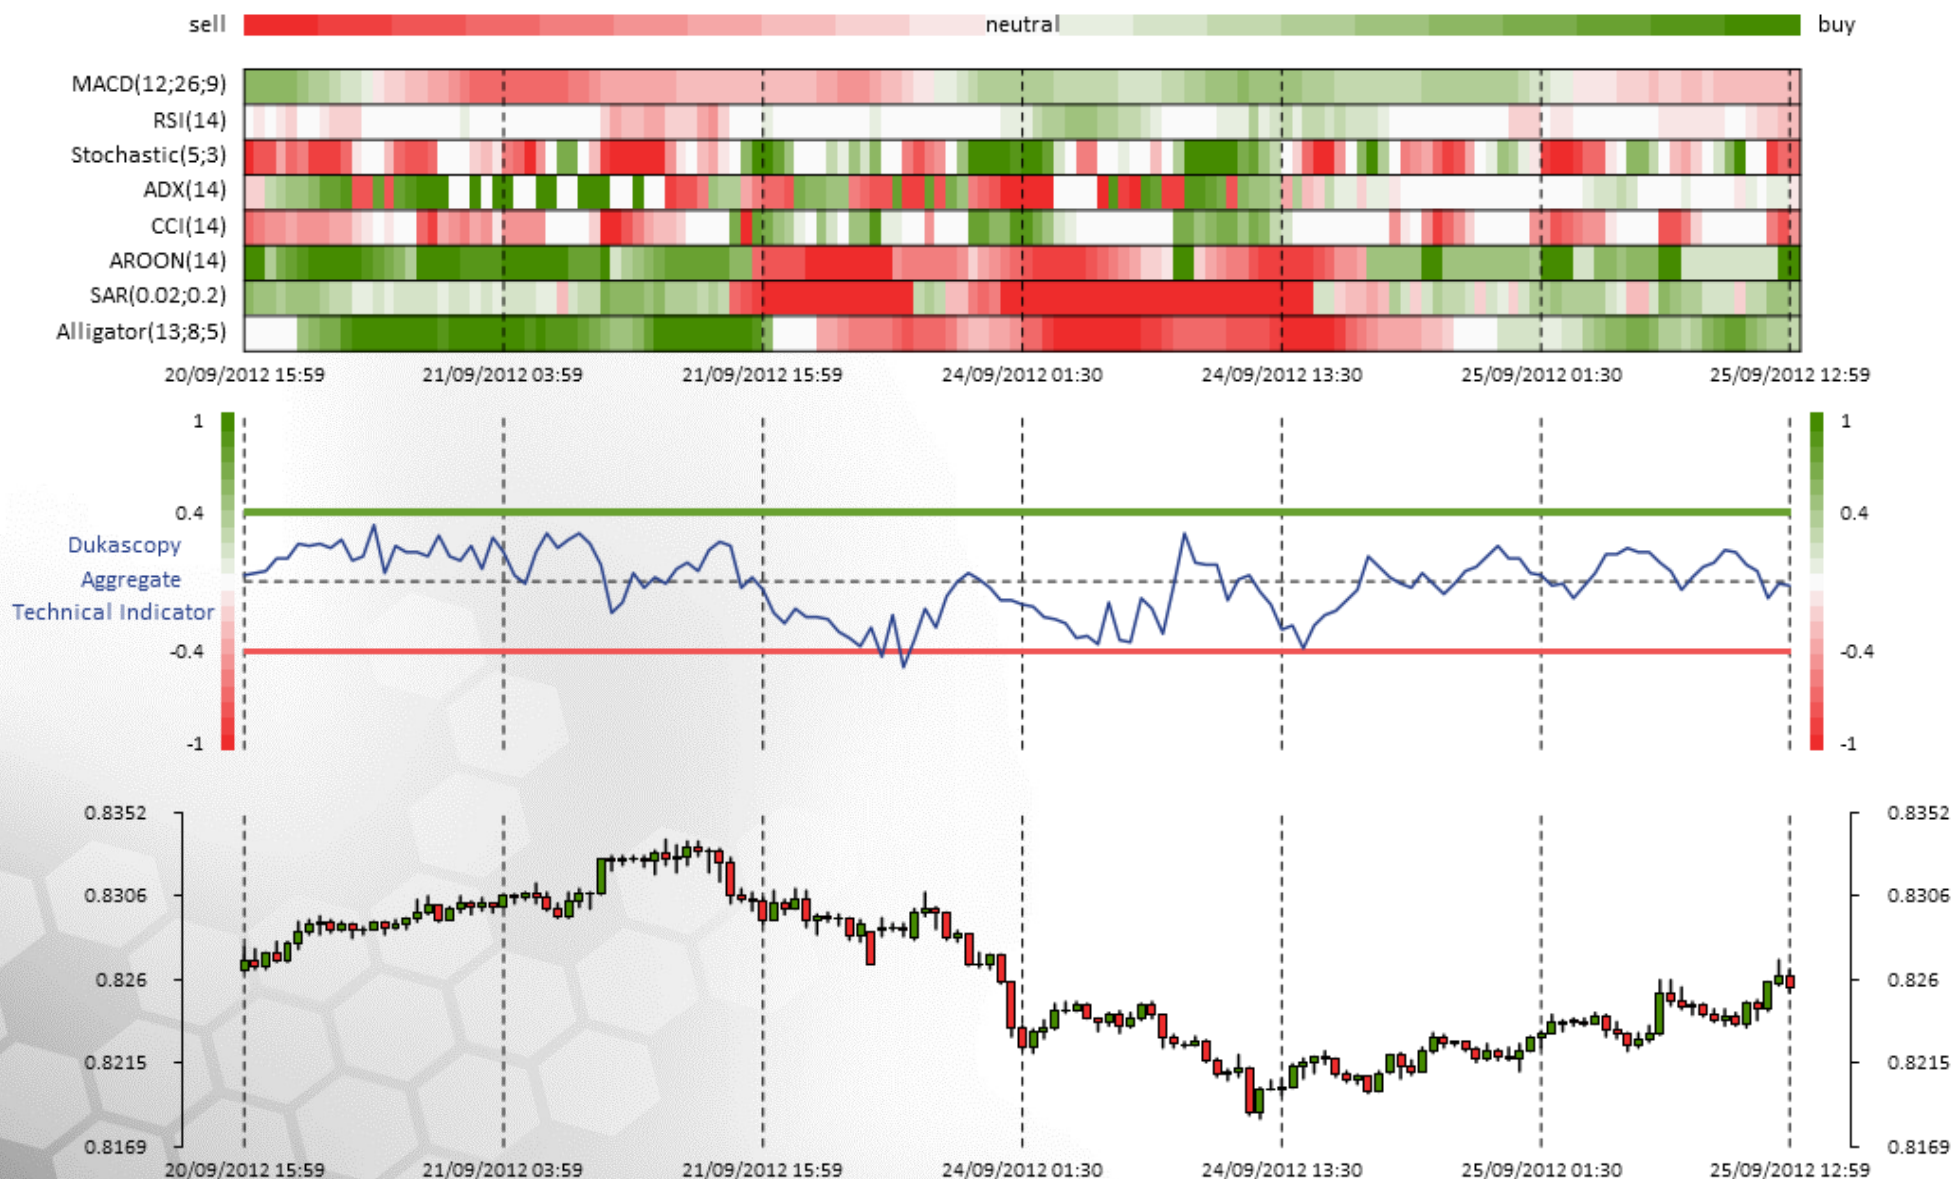 sell neutral buy
MACD(12;26;9)
RSI(14)
Stochastic(5;3)
ADX(14)
CCI(14)
AROON(14)
SAR(0.02;0.2)
Alligator(13;8;5)
20/09/2012 15:59 21/09/2012 03:59 21/09/2012 15:59 24/09/2012 01:30 24/09/2012 13:30 25/09/2012 01:30 25/09/2012 12:59
1 1
0.4 0.4
Dukascopy
Aggregate
Technical Indicator
-0.4 -0.4
-1 -1
0.8352 0.8352
0.8306 0.8306
0.826 0.826
0.8215 0.8215
0.8169 0.8169
20/09/2012 15:59 21/09/2012 03:59 21/09/2012 15:59 24/09/2012 01:30 24/09/2012 13:30 25/09/2012 01:30 25/09/2012 12:59